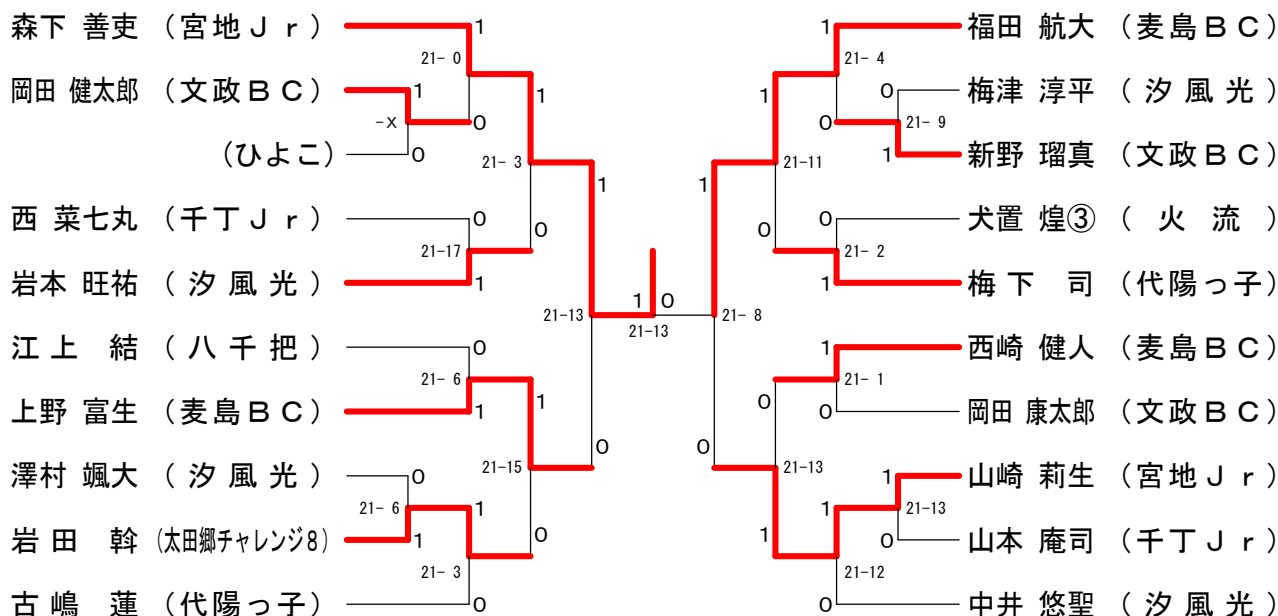 森下 善吏 (宮地Jr) 1 1 福田 航大 (麦島BC)
21- 0 21- 4
岡田 健太郎 (文政BC) 1 1 1 0 梅津 淳平 (汐風光)
-X 0 0 21- 9
(ひよこ) 0 21- 3 21-11 1 新野 瑠真 (文政BC)
1 1
西 菜七丸 (千丁Jr) 0 0 犬置 煌③ (火流)
21-17 0 0 21- 2
岩本 旺祐 (汐風光) 1 1 梅下 司 (代陽っ子)
1 0
21-13 21-13 21- 8
江上 結 (八千把) 0 1 西崎 健人 (麦島BC)
21- 6 21- 1
上野 富生 (麦島BC) 1 1 0 0 岡田 康太郎 (文政BC)
0 0
澤村 颯大 (汐風光) 0 21-15 21-13 1 山崎 莉生 (宮地Jr)
21- 6 1 1 21-13
岩田 幹 (太田郷チャレンジ8) 1 0 1 0 山本 庵司 (千丁Jr)
21- 3 21-12
古嶋 蓮 (代陽っ子) 0 0 中井 悠聖 (汐風光)